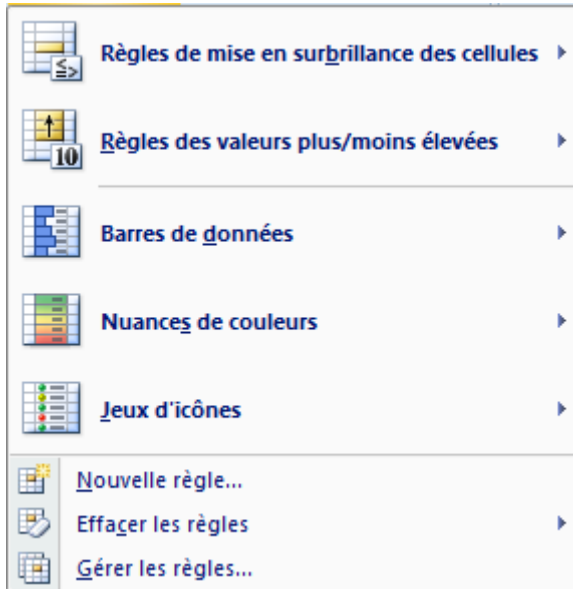 Règles de mise en surbrillance des cellules
Règles des valeurs plus/moins élevées
10
Barres de données
Nuances de couleurs
Jeux d'icônes
Nouvelle règle...
Effacer les règles
Gérer les règles...